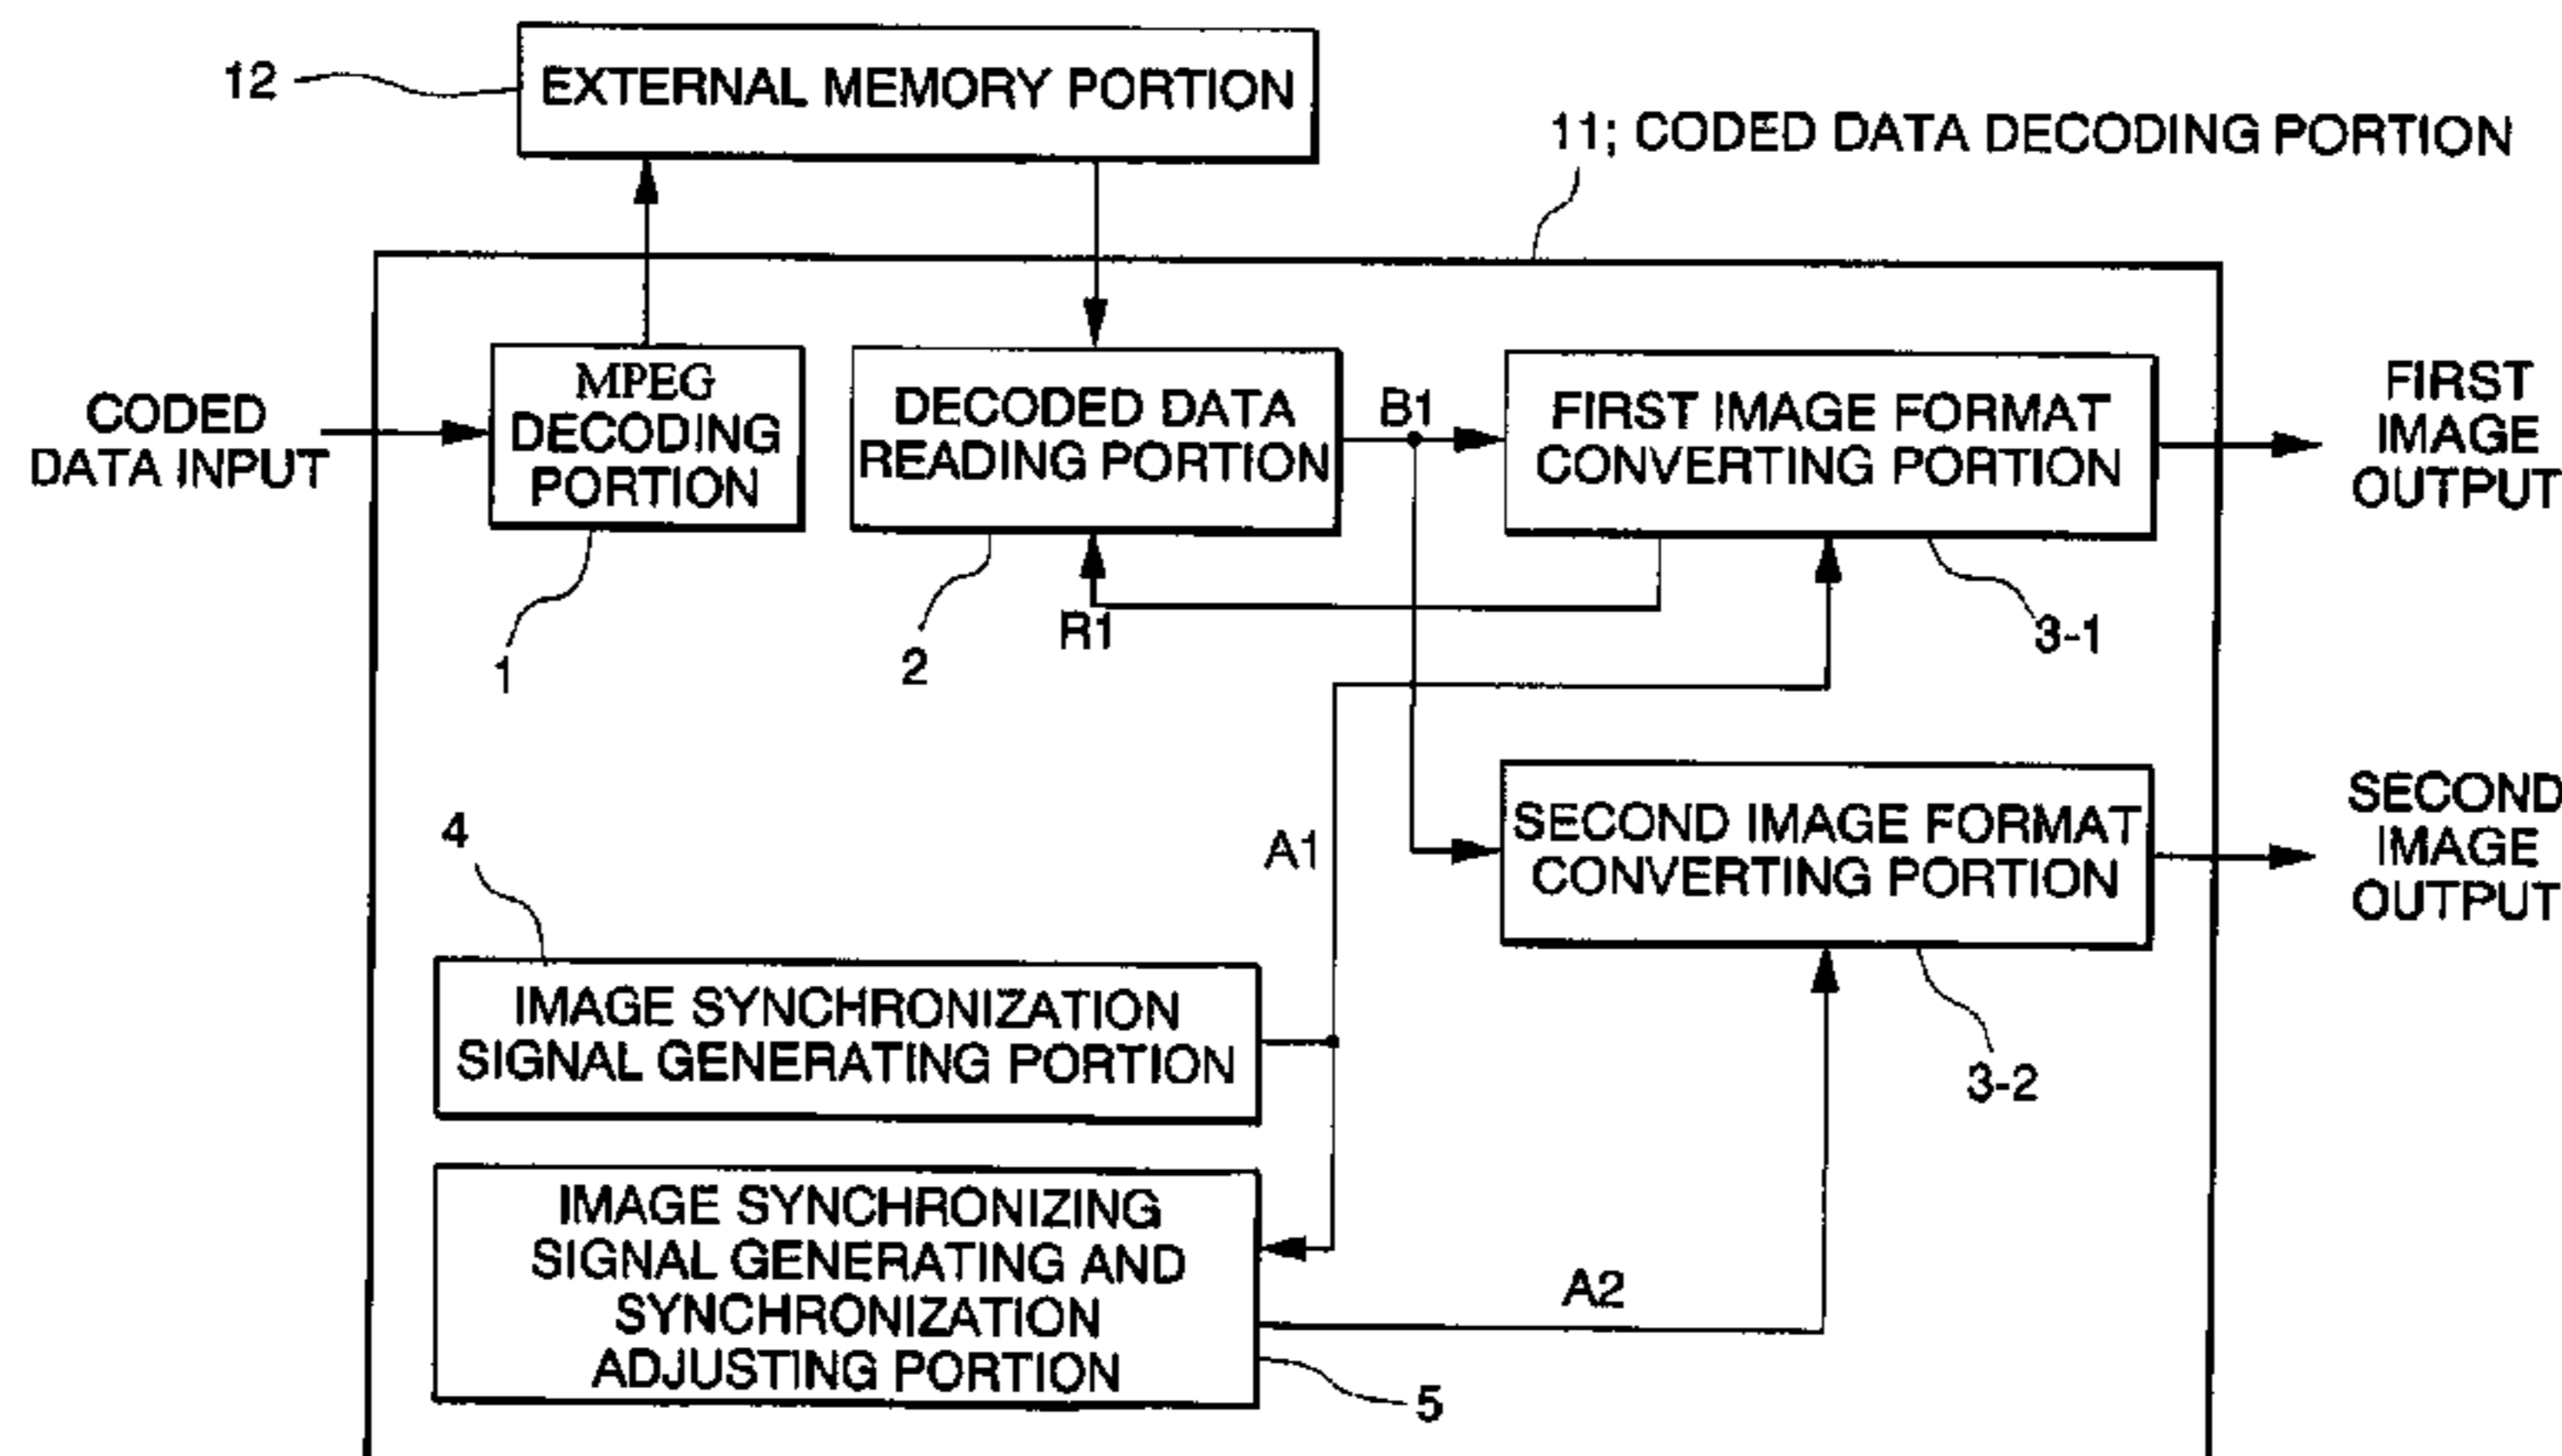 12
EXTERNAL MEMORY PORTION
11; CODED DATA DECODING PORTION
CODED
DATA INPUT
MPEG
DECODING
PORTION
1
DECODED DATA
READING PORTION
2
B1
R1
FIRST IMAGE FORMAT
CONVERTING PORTION
3-1
FIRST
IMAGE
OUTPUT
SECOND IMAGE FORMAT
CONVERTING PORTION
3-2
SECOND
IMAGE
OUTPUT
4
A1
IMAGE SYNCHRONIZATION
SIGNAL GENERATING PORTION
IMAGE SYNCHRONIZING
SIGNAL GENERATING AND
SYNCHRONIZATION
ADJUSTING PORTION
A2
5